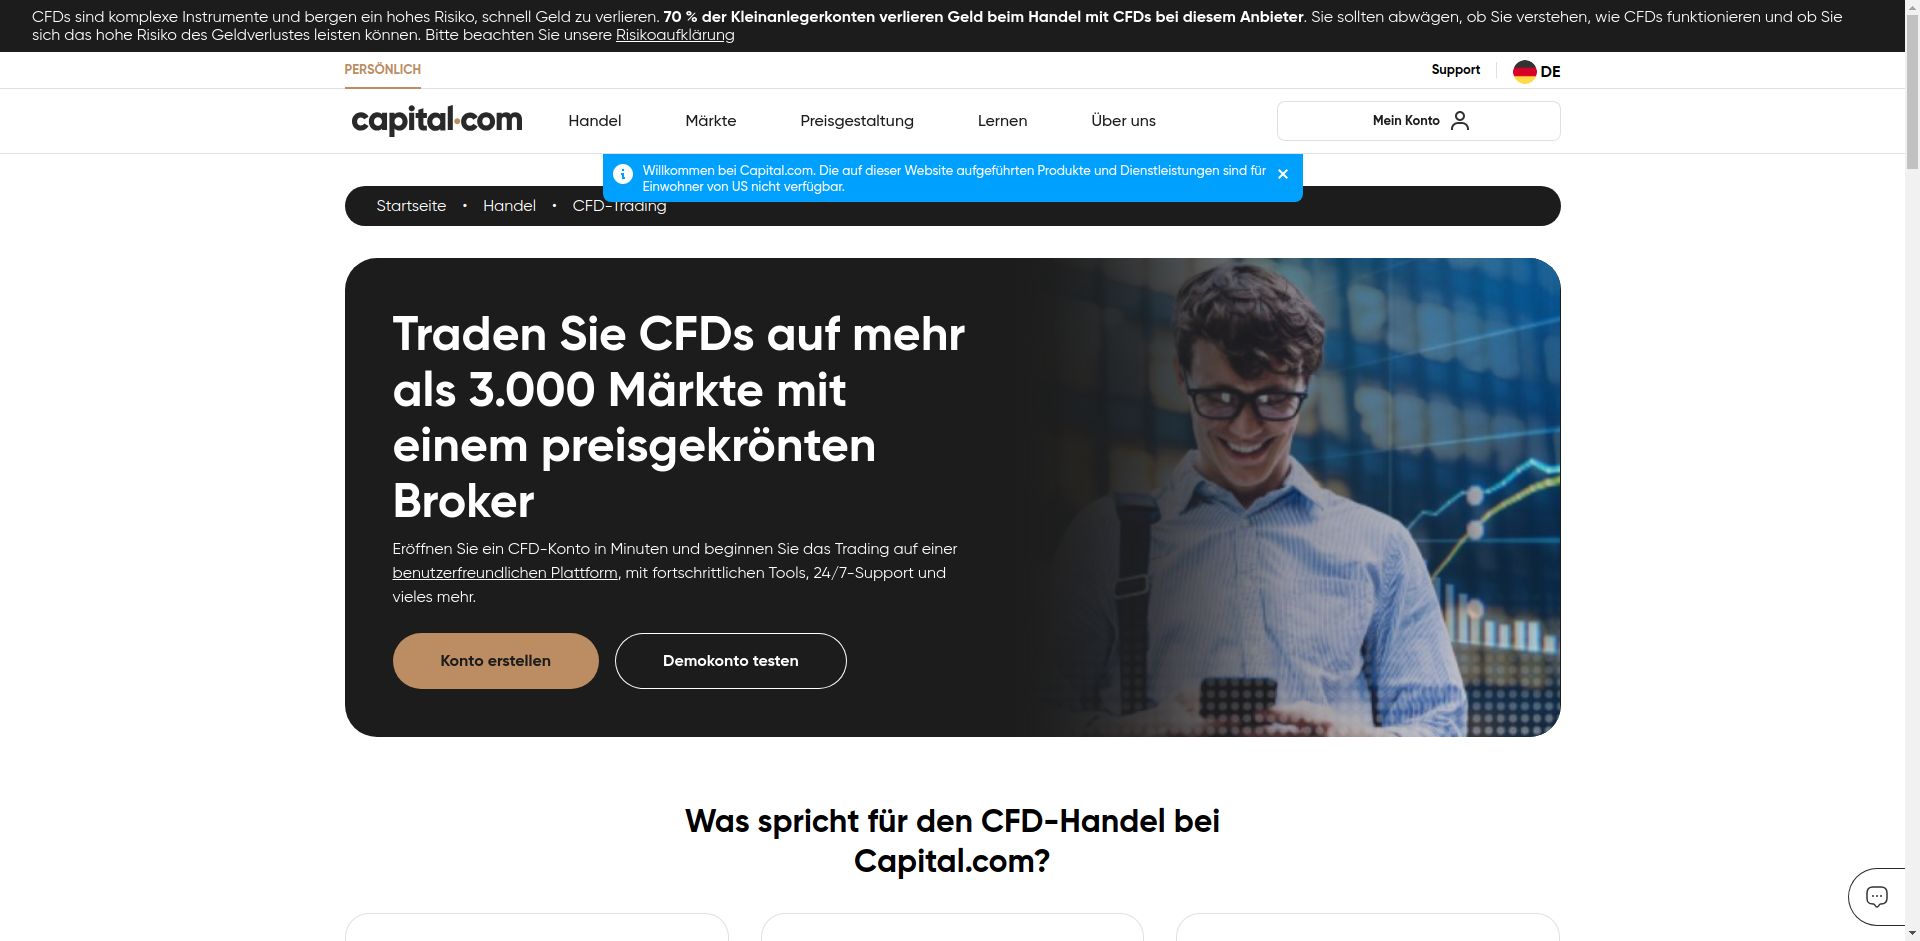 CFDs sind komplexe Instrumente und bergen ein hohes Risiko, schnell Geld zu verlieren. 70 % der Kleinanlegerkonten verlieren Geld beim Handel mit CFDs bei diesem Anbieter. Sie sollten abwägen, ob Sie verstehen, wie CFDs funktionieren und ob Sie
sich das hohe Risiko des Geldverlustes leisten können. Bitte beachten Sie unsere Risikoaufklärung
PERSÖNLICH
Support
DE
capital.com
Handel
Märkte
Preisgestaltung
Lernen
Über uns
Mein Konto
Willkommen bei Capital.com. Die auf dieser Website aufgeführten Produkte und Dienstleistungen sind für
Einwohner von US nicht verfügbar.
Startseite • Handel • CFD-Trading
Traden Sie CFDs auf mehr
als 3.000 Märkte mit
einem preisgekrönten
Broker
Eröffnen Sie ein CFD-Konto in Minuten und beginnen Sie das Trading auf einer
benutzerfreundlichen Plattform, mit fortschrittlichen Tools, 24/7-Support und
vieles mehr.
Konto erstellen
Demokonto testen
Was spricht für den CFD-Handel bei
Capital.com?